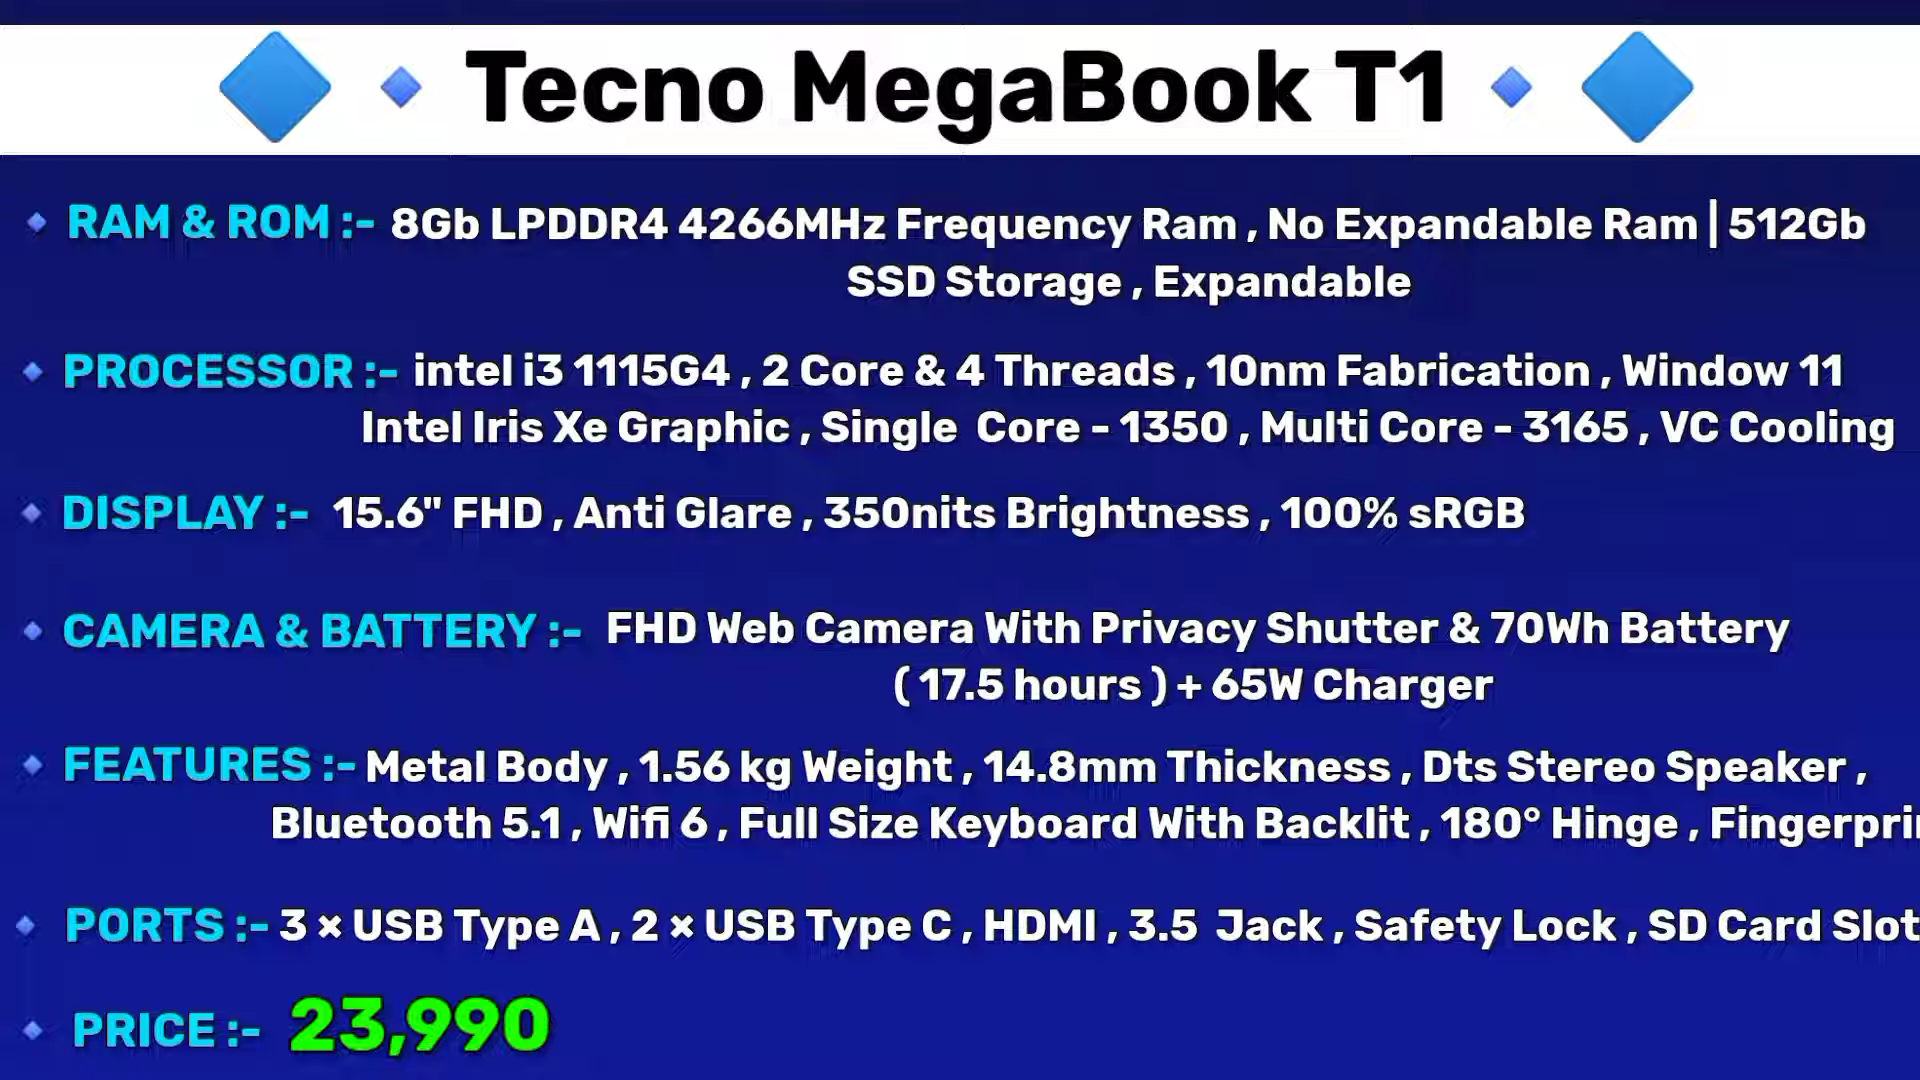 Tecno MegaBook T1
RAM & ROM :- 8Gb LPDDR4 4266MHz Frequency Ram , No Expandable Ram | 512Gb
SSD Storage , Expandable
PROCESSOR :- intel i3 1115G4 , 2 Core & 4 Threads , 10nm Fabrication , Window 11
Intel Iris Xe Graphic , Single Core - 1350 , Multi Core - 3165 , VC Cooling
DISPLAY :- 15.6" FHD , Anti Glare , 350nits Brightness , 100% sRGB
CAMERA & BATTERY :- FHD Web Camera With Privacy Shutter & 70Wh Battery
( 17.5 hours ) + 65W Charger
FEATURES :- Metal Body , 1.56 kg Weight , 14.8mm Thickness , Dts Stereo Speaker ,
Bluetooth 5.1 , Wifi 6 , Full Size Keyboard With Backlit , 180° Hinge ,
PORTS :- 3 × USB Type A , 2 × USB Type C , HDMI , 3.5 Jack , Safety Lock , SD Card Slot
PRICE :- 23,990